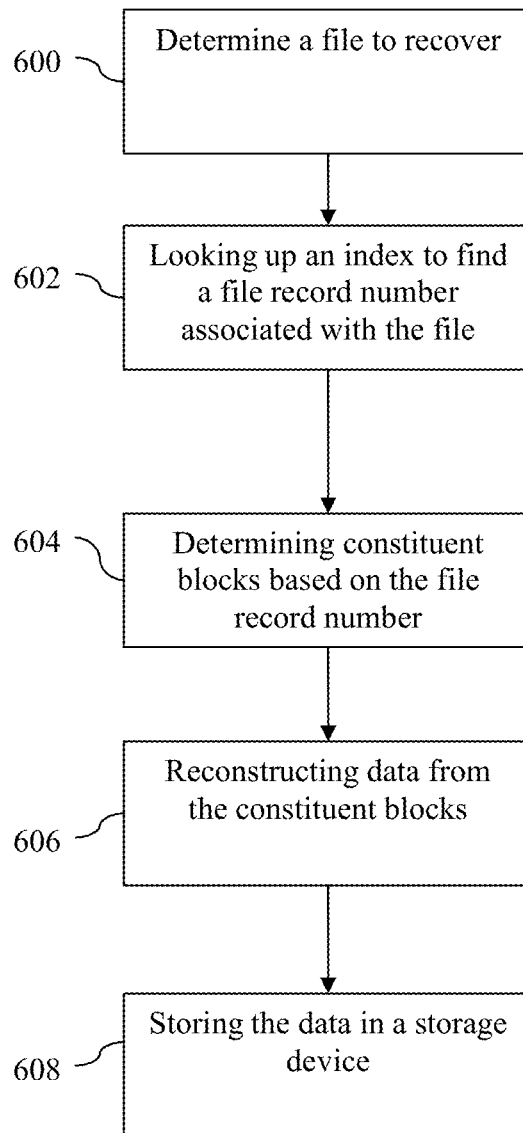 600
Determine a file to recover
602
Looking up an index to find
a file record number
associated with the file
604
Determining constituent
blocks based on the file
record number
606
Reconstructing data from
the constituent blocks
608
Storing the data in a storage
device